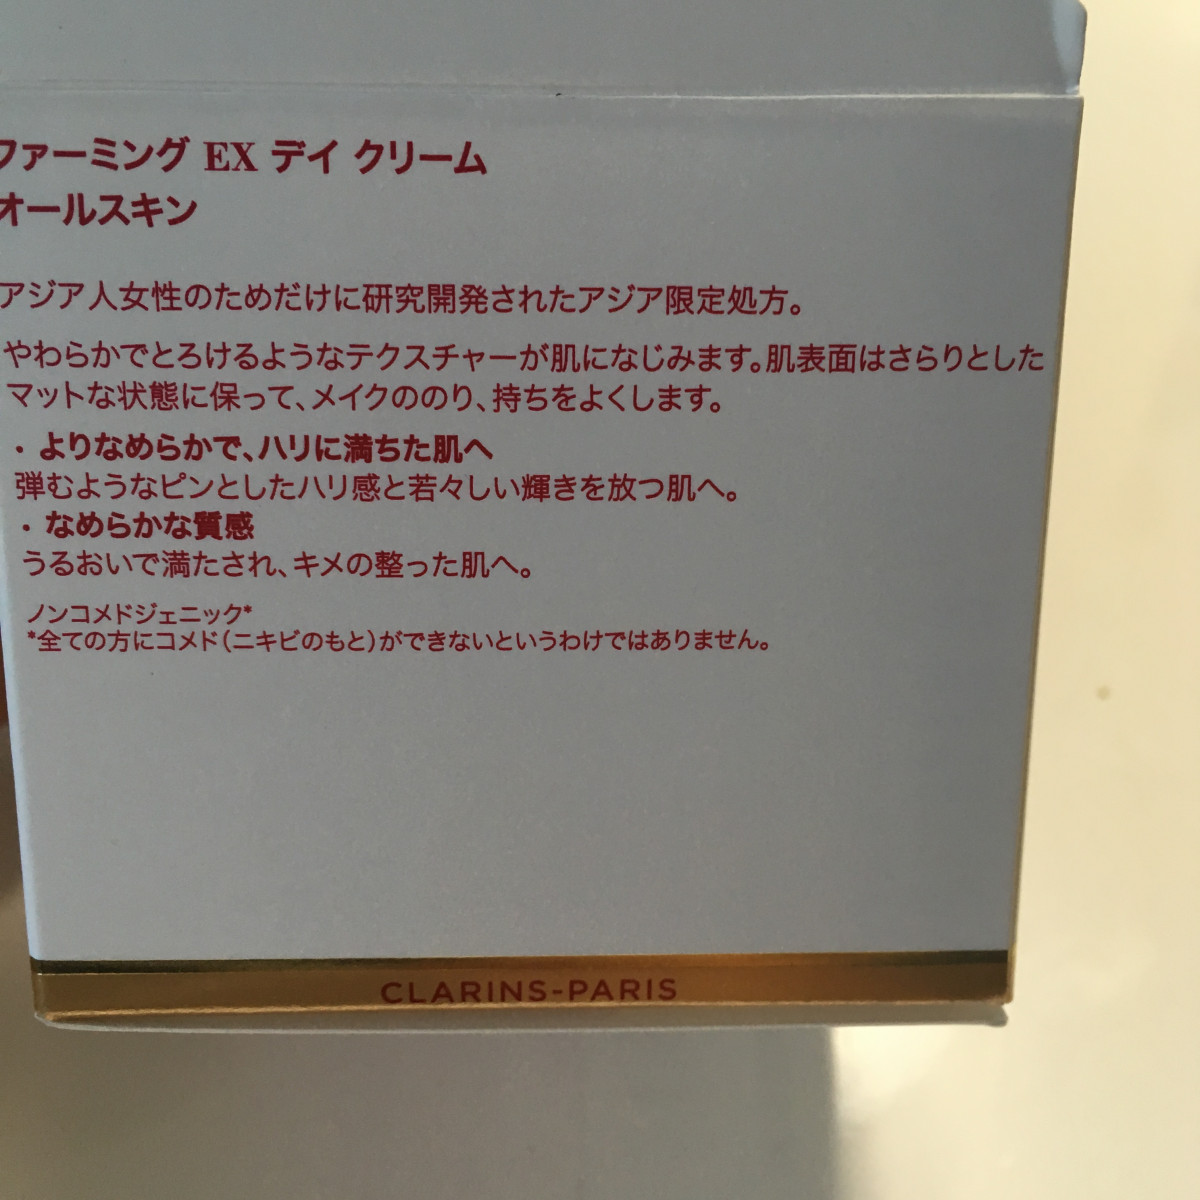 ファーミング EX デイ クリーム
オールスキン
アジア人女性のためだけに研究開発されたアジア限定処方。
やわらかでとろけるようなテクスチャーが肌になじみます。肌表面はさらりとした
マットな状態に保って、メイクののり、持ちをよくします。
・よりなめらかで、ハリに満ちた肌へ
弾むようなピンとしたハリ感と若々しい輝きを放つ肌へ。
・なめらかな質感
うるおいで満たされ、キメの整った肌へ。
ノンコメドジェニック*
*全ての方にコメド（ニキビのもと）ができないというわけではありません。
CLARINS-PARIS